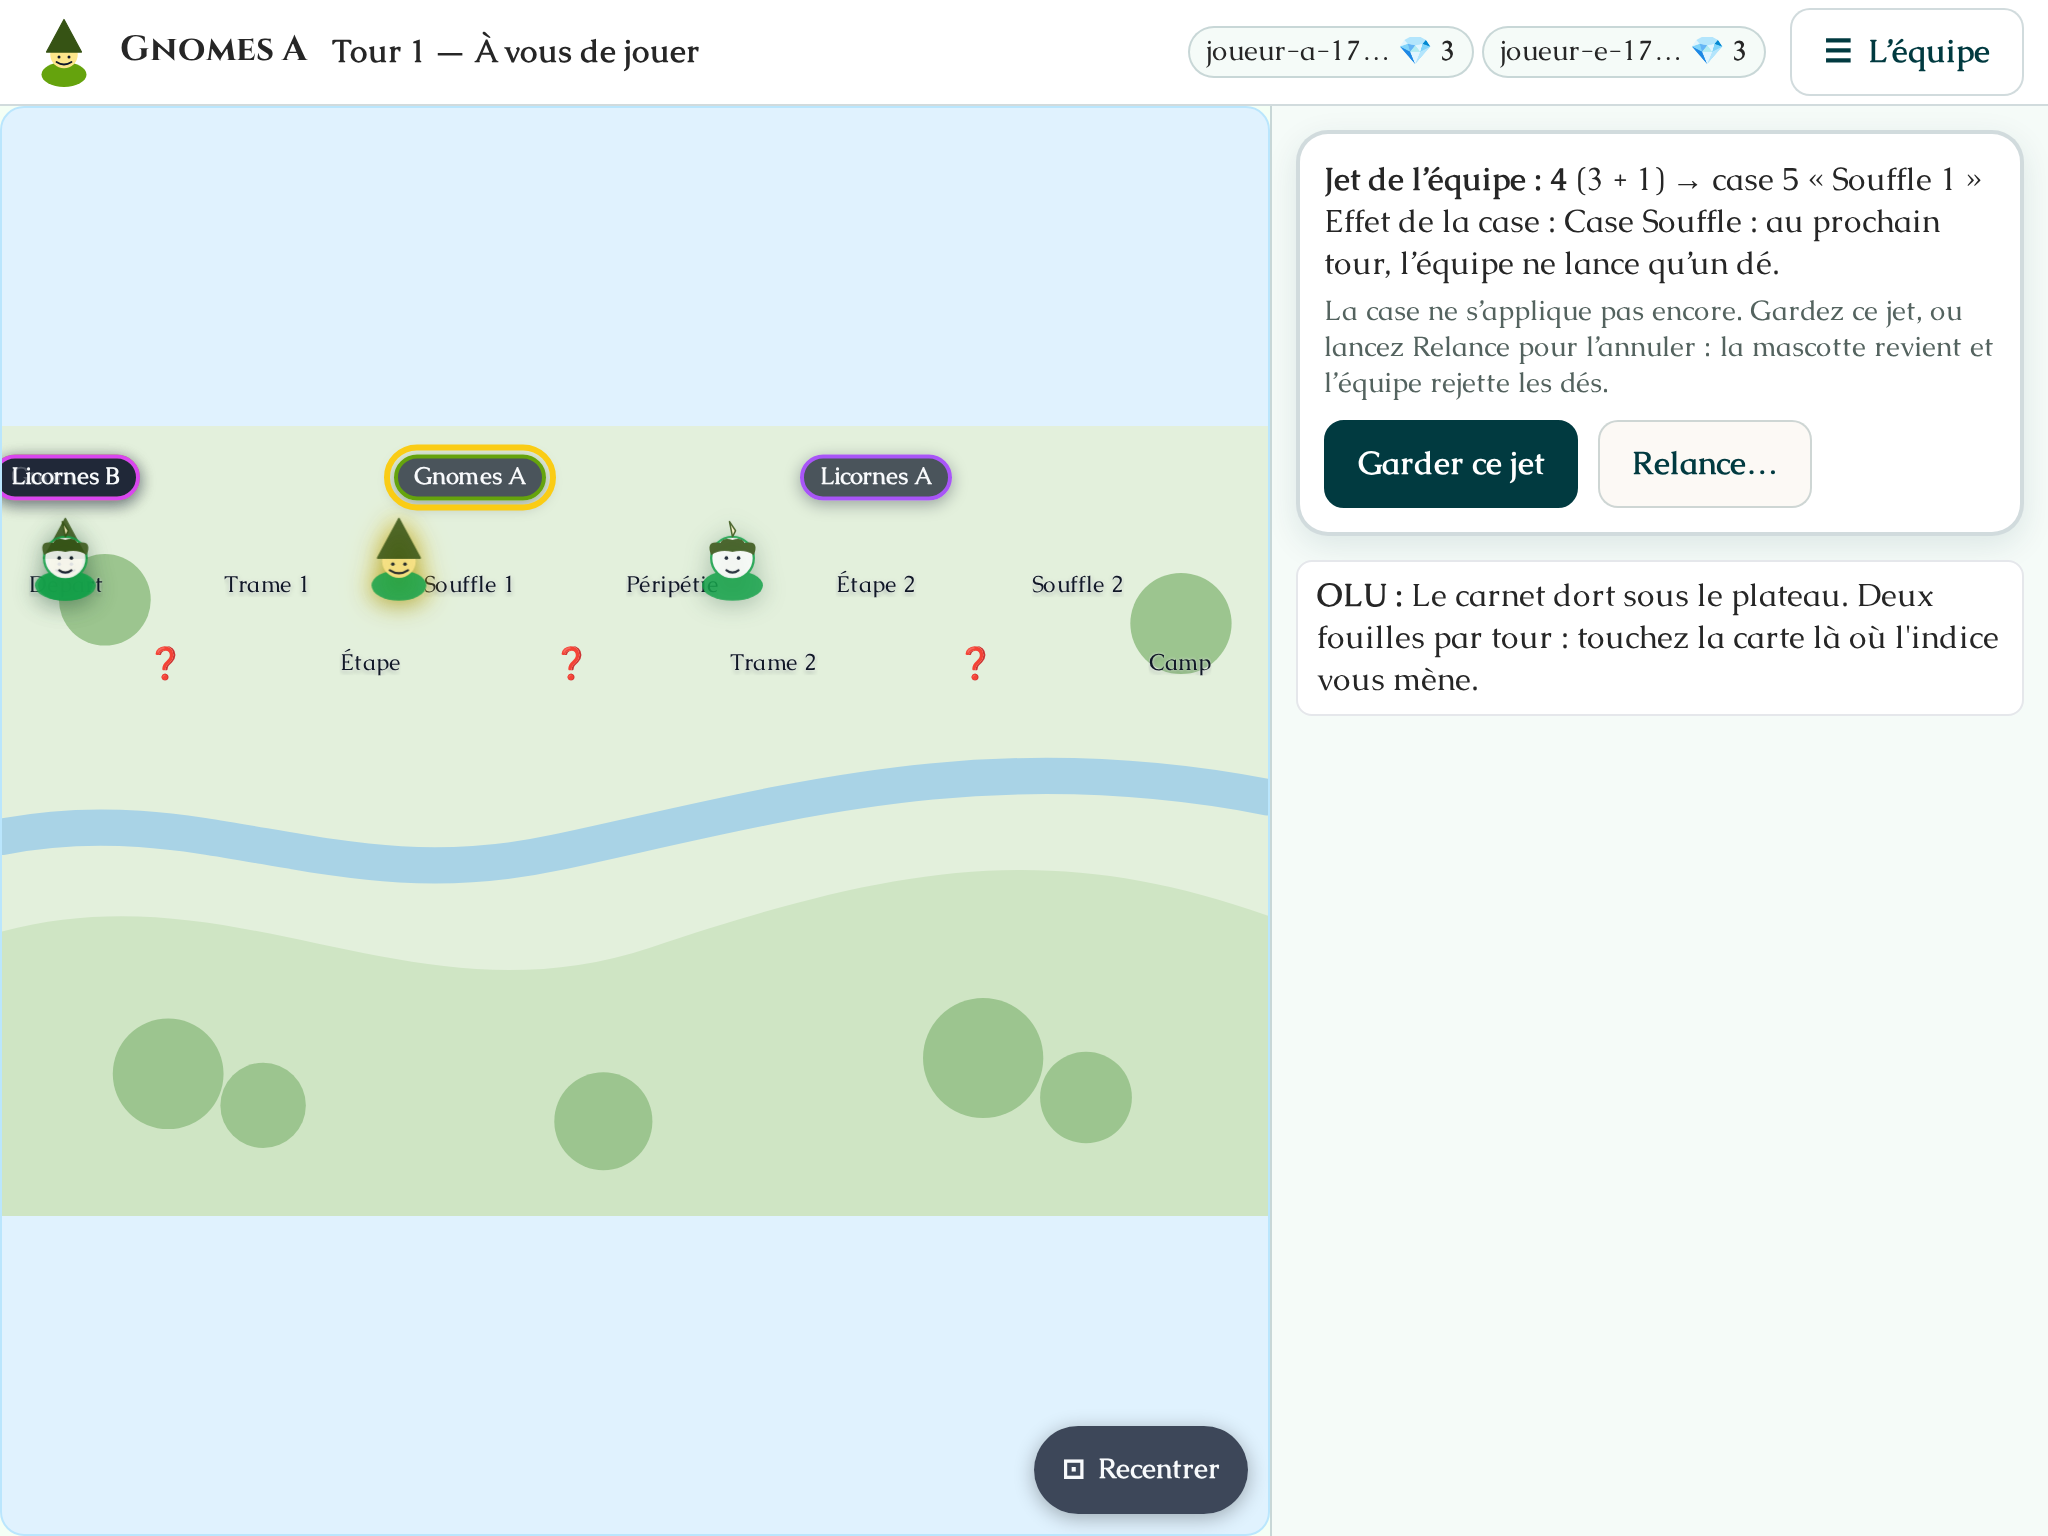 GNOMES A Tour 1 — À vous de jouer
joueur-a-17… 💎 3 joueur-e-17… 💎 3
☰ L’équipe
Licornes B
Gnomes A
Licornes A
Trame 1
Souffle 1
Étape 2
Souffle 2
❓
Étape
❓
Trame 2
❓
Camp
⊡ Recentrer
Jet de l’équipe : 4 (3 + 1) → case 5 « Souffle 1 »
Effet de la case : Case Souffle : au prochain
tour, l’équipe ne lance qu’un dé.
La case ne s’applique pas encore. Gardez ce jet, ou
lancez Relance pour l’annuler : la mascotte revient et
l’équipe rejette les dés.
Garder ce jet
Relance…
OLU : Le carnet dort sous le plateau. Deux
fouilles par tour : touchez la carte là où l'indice
vous mène.